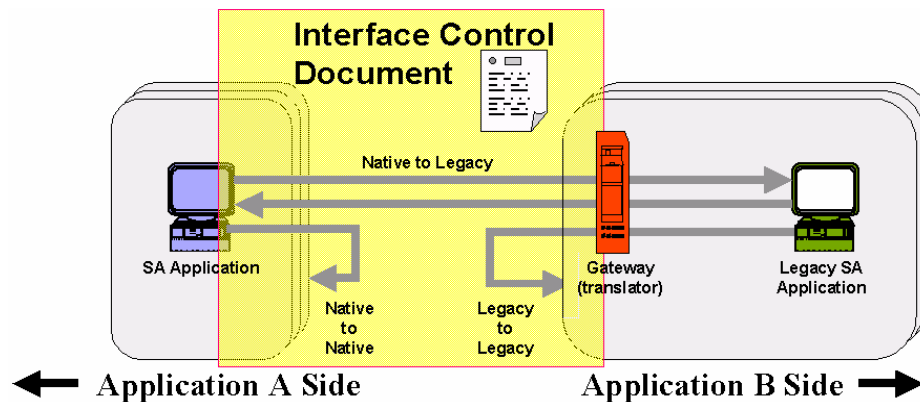 Interface Control
Document
Native to Legacy
SA Application
Gateway
(translator)
Legacy SA
Application
Native
to
Native
Legacy
to
Legacy
Application A Side
Application B Side